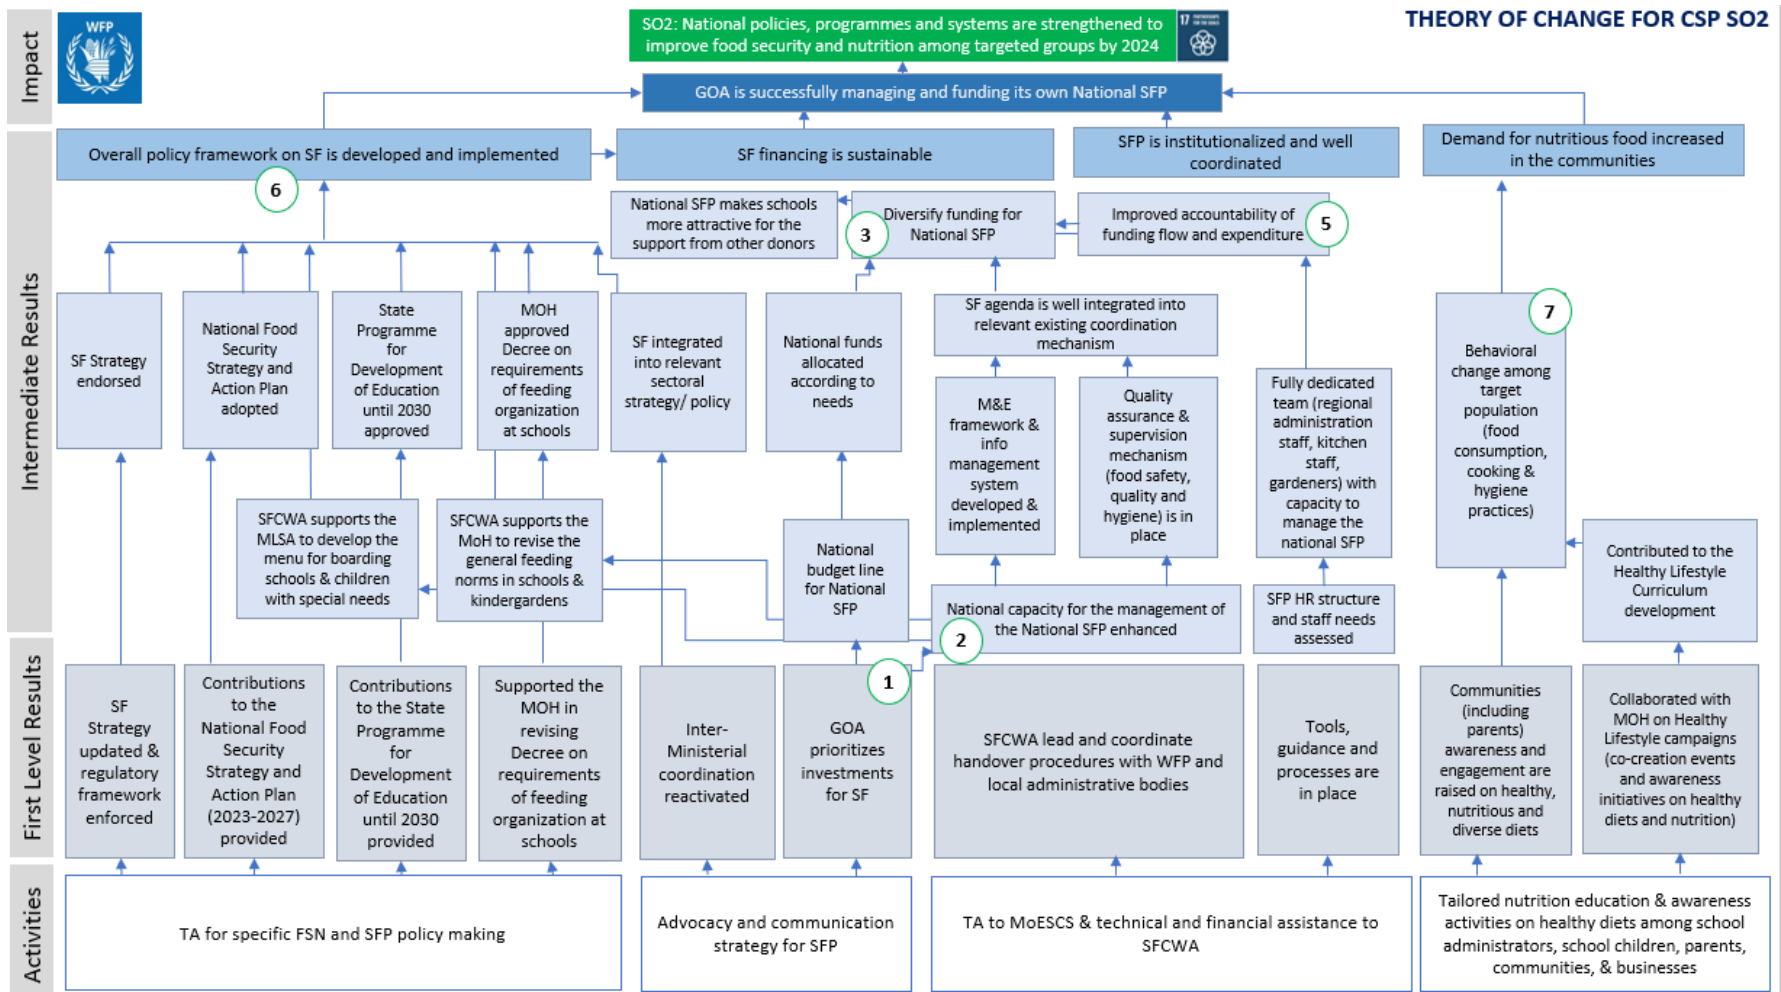 WFP
17 PARTNERSHIPS FOR THE GOALS
THEORY OF CHANGE FOR CSP SO2
Impact
SO2: National policies, programmes and systems are strengthened to
improve food security and nutrition among targeted groups by 2024
GOA is successfully managing and funding its own National SFP
Intermediate Results
Overall policy framework on SF is developed and implemented
6
SF financing is sustainable
SFP is institutionalized and well
coordinated
Demand for nutritious food increased
in the communities
National SFP makes schools
more attractive for the
support from other donors
Diversify funding for
National SFP
3
Improved accountability of
funding flow and expenditure
5
SF Strategy
endorsed
National Food
Security
Strategy and
Action Plan
adopted
State
Programme
for
Development
of Education
until 2030
approved
MOH
approved
Decree on
requirements
of feeding
organization
at schools
SF integrated
into relevant
sectoral
strategy/ policy
National funds
allocated
according to
needs
SF agenda is well integrated into
relevant existing coordination
mechanism
M&E
framework &
info
management
system
developed &
implemented
Quality
assurance &
supervision
mechanism
(food safety,
quality and
hygiene) is in
place
Fully dedicated
team (regional
administration
staff, kitchen
staff,
gardeners) with
capacity to
manage the
national SFP
7
Behavioral
change among
target
population
(food
consumption,
cooking &
hygiene
practices)
SFCWA supports the
MLSA to develop the
menu for boarding
schools & children
with special needs
SFCWA supports the
MoH to revise the
general feeding
norms in schools &
kindergardens
National
budget line
for National
SFP
National capacity for the management of
the National SFP enhanced
2
SFP HR structure
and staff needs
assessed
Contributed to the
Healthy Lifestyle
Curriculum
development
First Level Results
SF
Strategy
updated &
regulatory
framework
enforced
Contributions
to the
National Food
Security
Strategy and
Action Plan
(2023-2027)
provided
Contributions
to the State
Programme
for
Development
of Education
until 2030
provided
Supported the
MOH in
revising
Decree on
requirements
of feeding
organization at
schools
Inter-
Ministerial
coordination
reactivated
1
GOA
prioritizes
investments
for SF
SFCWA lead and coordinate
handover procedures with WFP and
local administrative bodies
Tools,
guidance and
processes are
in place
Communities
(including
parents)
awareness and
engagement are
raised on healthy,
nutritious and
diverse diets
Collaborated with
MOH on Healthy
Lifestyle campaigns
(co-creation events
and awareness
initiatives on healthy
diets and nutrition)
Activities
TA for specific FSN and SFP policy making
Advocacy and communication
strategy for SFP
TA to MoESCS & technical and financial assistance to
SFCWA
Tailored nutrition education & awareness
activities on healthy diets among school
administrators, school children, parents,
communities, & businesses